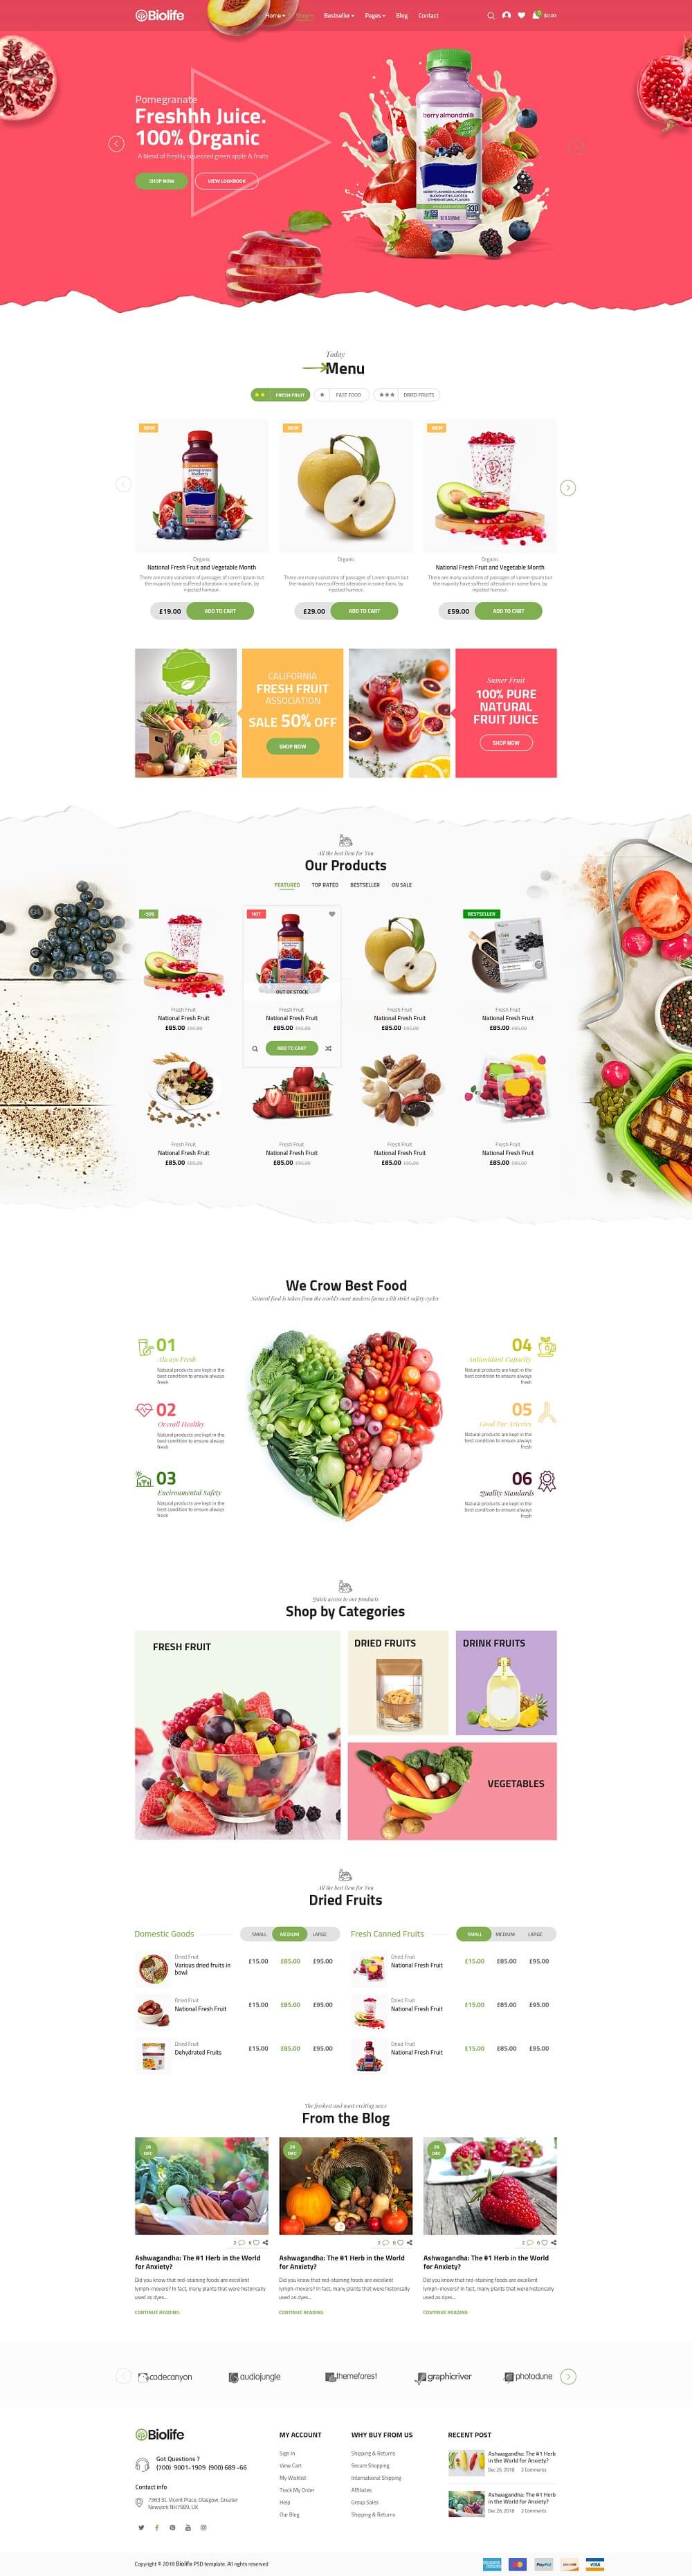 Biolife
Home
Shop
Bestseller
Pages
Blog
Contact
0
$0.00
Pomegranate
Freshhh Juice.
100% Organic
A blend of freshly squeezed green apple & fruits
SHOP NOW
VIEW LOOKBOOK
berry almondmilk
Today
Menu
FRESH FRUIT
FAST FOOD
DRIED FRUITS
NEW
NEW
NEW
Organic
National Fresh Fruit and Vegetable Month
There are many variations of passages of Lorem Ipsum but
the majority have suffered alteration in some form, by
injected humour.
£19.00
ADD TO CART
Organic
There are many variations of passages of Lorem Ipsum but
the majority have suffered alteration in some form, by
injected humour.
£29.00
ADD TO CART
Organic
National Fresh Fruit and Vegetable Month
There are many variations of passages of Lorem Ipsum but
the majority have suffered alteration in some form, by
injected humour.
£59.00
ADD TO CART
CALIFORNIA
FRESH FRUIT
ASSOCIATION
SALE 50% OFF
SHOP NOW
Sumer Fruit
100% PURE
NATURAL
FRUIT JUICE
SHOP NOW
All the best item for You
Our Products
FEATURED
TOP RATED
BESTSELLER
ON SALE
-50%
HOT
BESTSELLER
OUT OF STOCK
Fresh Fruit
National Fresh Fruit
£85.00
Fresh Fruit
National Fresh Fruit
£85.00
ADD TO CART
Fresh Fruit
National Fresh Fruit
£85.00
Fresh Fruit
National Fresh Fruit
£85.00
Fresh Fruit
National Fresh Fruit
£85.00
Fresh Fruit
National Fresh Fruit
£85.00
Fresh Fruit
National Fresh Fruit
£85.00
Fresh Fruit
National Fresh Fruit
£85.00
We Crow Best Food
Natural food is taken from the world's most modern farms with strict safety cycles
01
Always Fresh
Natural products are kept in the
best condition to ensure always
fresh
02
Overall Healthy
Natural products are kept in the
best condition to ensure always
fresh
03
Encironmental Safety
Natural products are kept in the
best condition to ensure always
fresh
04
Antioxidant Capacity
Natural products are kept in the
best condition to ensure always
fresh
05
Good For Arteries
Natural products are kept in the
best condition to ensure always
fresh
06
Quality Standards
Natural products are kept in the
best condition to ensure always
fresh
Quick access to our products
Shop by Categories
FRESH FRUIT
DRIED FRUITS
DRINK FRUITS
VEGETABLES
All the best item for You
Dried Fruits
Domestic Goods
SMALL
MEDIUM
LARGE
Dried Fruit
Various dried fruits in
bowl
£15.00
£85.00
£95.00
Dried Fruit
National Fresh Fruit
£15.00
£85.00
£95.00
Dried Fruit
Dehydrated Fruits
£15.00
£85.00
£95.00
Fresh Canned Fruits
SMALL
MEDIUM
LARGE
Dried Fruit
National Fresh Fruit
£15.00
£85.00
£95.00
Dried Fruit
National Fresh Fruit
£15.00
£85.00
£95.00
Dried Fruit
National Fresh Fruit
£15.00
£85.00
£95.00
The freshest and most exciting news
From the Blog
26
DEC
2
6
Ashwagandha: The #1 Herb in the World
for Anxiety?
Did you know that red-staining foods are excellent
lymph-movers? In fact, many plants that were historically
used as dyes...
CONTINUE READING
26
DEC
2
6
Ashwagandha: The #1 Herb in the World
for Anxiety?
Did you know that red-staining foods are excellent
lymph-movers? In fact, many plants that were historically
used as dyes...
CONTINUE READING
26
DEC
2
6
Ashwagandha: The #1 Herb in the World
for Anxiety?
Did you know that red-staining foods are excellent
lymph-movers? In fact, many plants that were historically
used as dyes...
CONTINUE READING
codecanyon
audiojungle
themeforest
graphicriver
photodune
Biolife
Got Questions ?
(700) 9001-1909 (900) 689 -66
Contact info
7563 St. Vicent Place, Glasgow, Greater
Newyork NH7689, UK
MY ACCOUNT
Sign In
View Cart
My Wishlist
Track My Order
Help
Our Blog
WHY BUY FROM US
Shipping & Returns
Secure Shopping
International Shipping
Affiliates
Group Sales
Shipping & Returns
RECENT POST
Ashwagandha: The #1 Herb
in the World for Anxiety?
Dec 26, 2018 2 Comments
Ashwagandha: The #1 Herb
in the World for Anxiety?
Dec 26, 2018 2 Comments
Copyright © 2018 Biolife PSD template. All rights reserved
PayPal
VISA